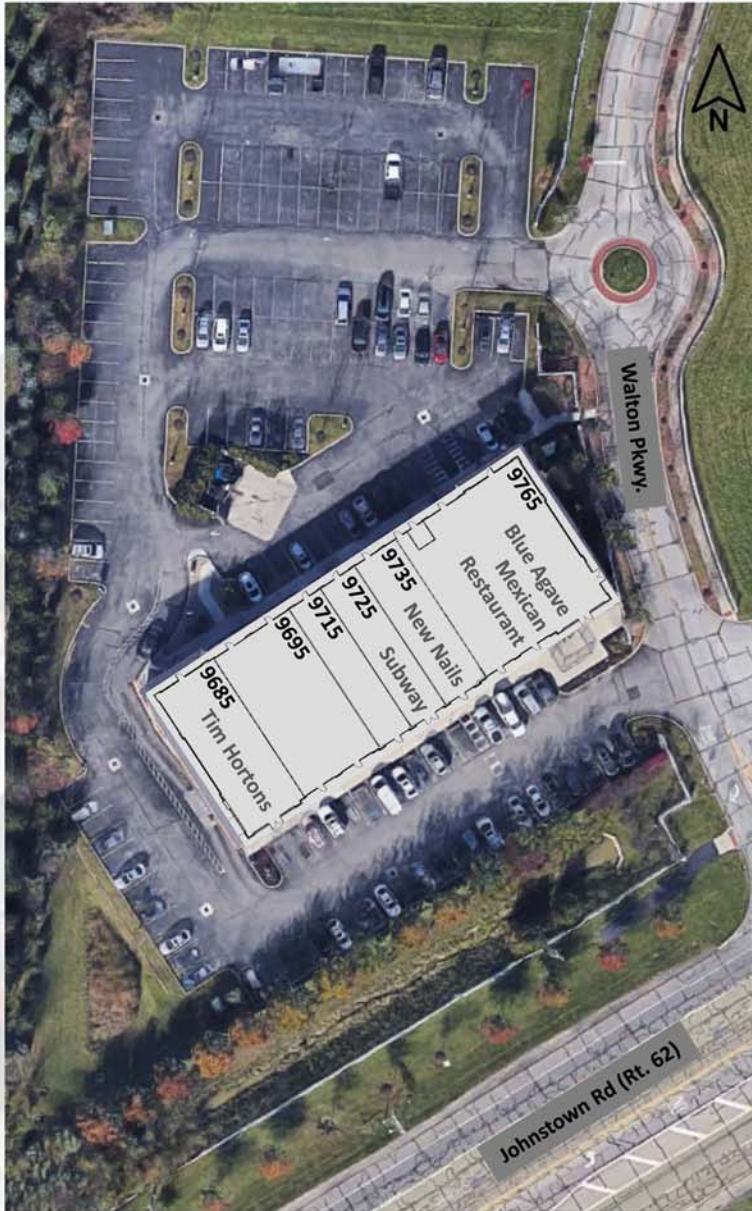 N
Walton Pkwy.
9765
Blue Agave
Mexican
Restaurant
9735
New Nails
9725
Subway
9715
9695
9685
Tim Hortons
Johnstown Rd (Rt. 62)